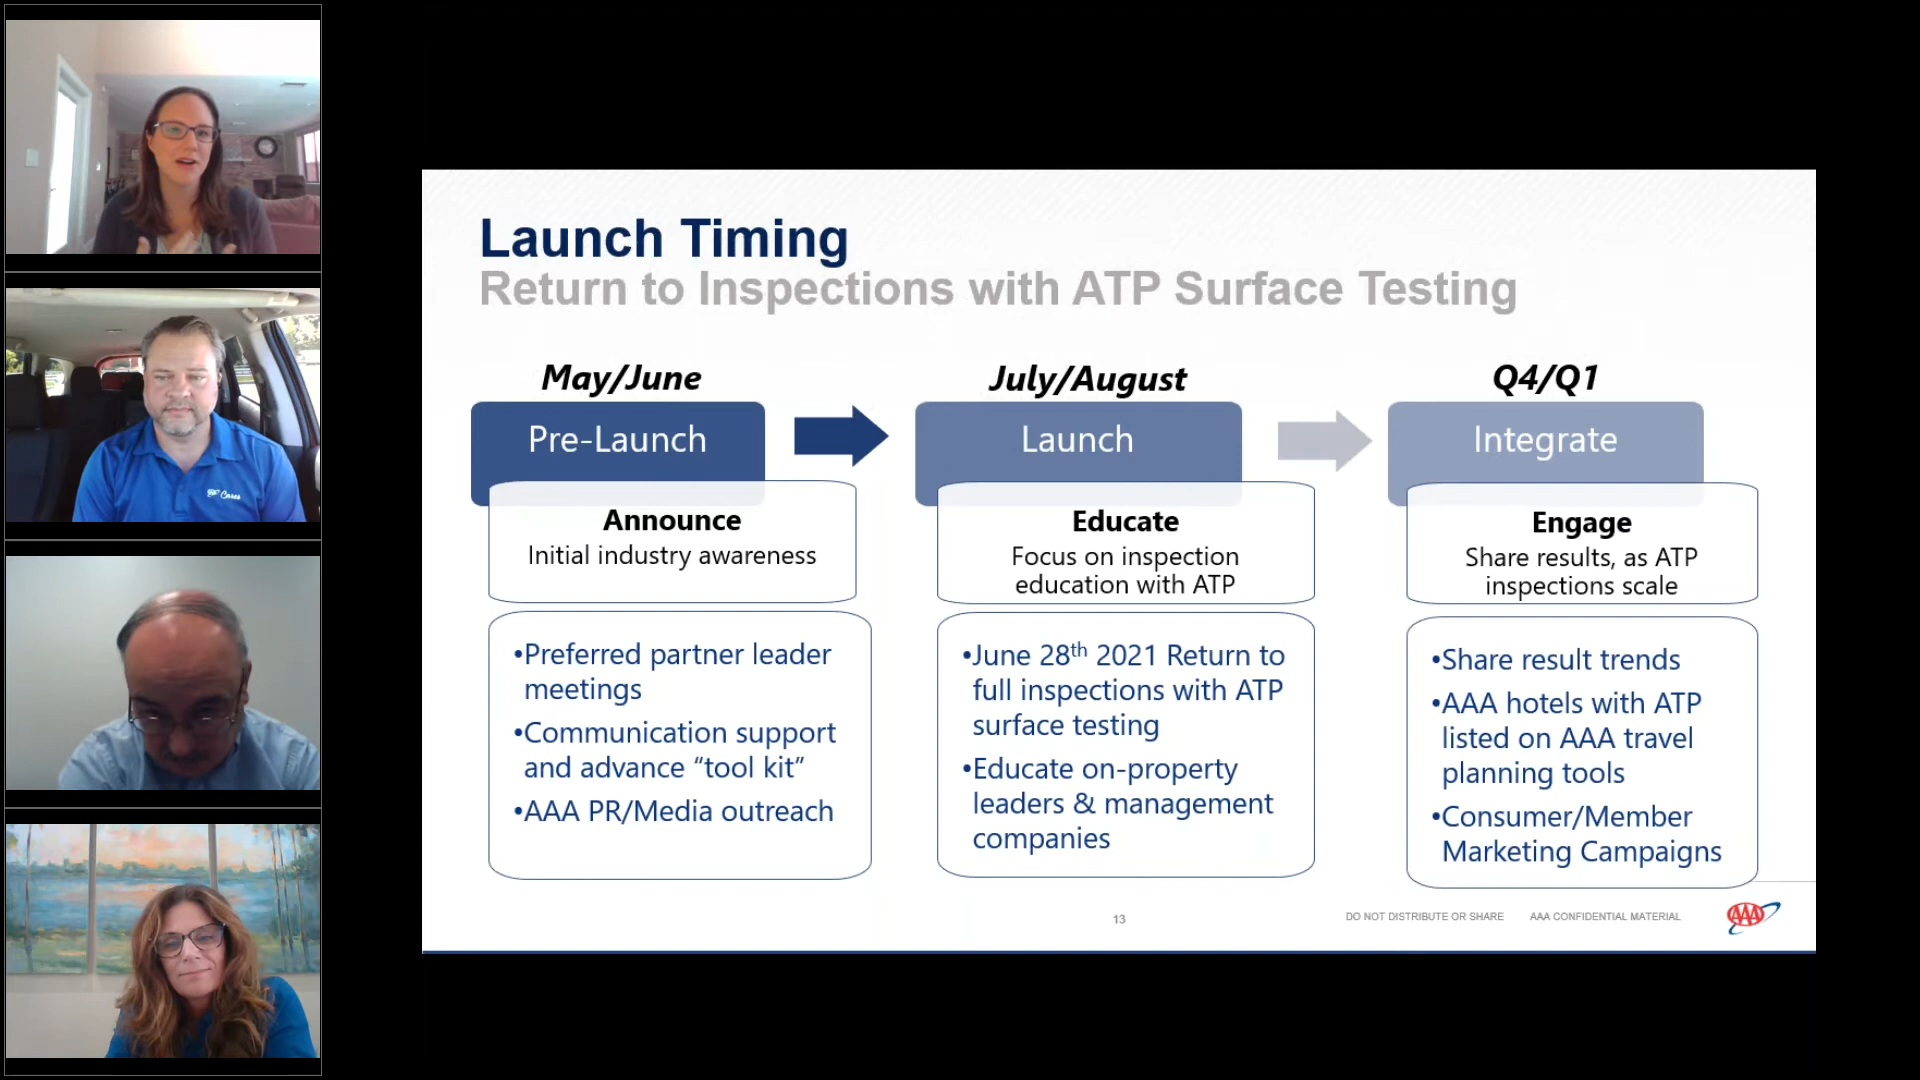 Launch Timing
Return to Inspections with ATP Surface Testing
May/June
Pre-Launch
Announce
Initial industry awareness
•Preferred partner leader
meetings
•Communication support
and advance “tool kit”
•AAA PR/Media outreach
July/August
Launch
Educate
Focus on inspection
education with ATP
•June 28th 2021 Return to
full inspections with ATP
surface testing
•Educate on-property
leaders & management
companies
Q4/Q1
Integrate
Engage
Share results, as ATP
inspections scale
•Share result trends
•AAA hotels with ATP
listed on AAA travel
planning tools
•Consumer/Member
Marketing Campaigns
13
DO NOT DISTRIBUTE OR SHARE
AAA CONFIDENTIAL MATERIAL
AAA